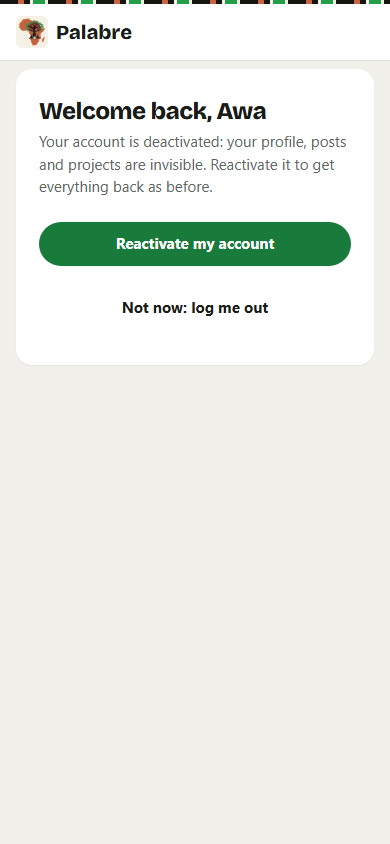 Palabre
Welcome back, Awa
Your account is deactivated: your profile, posts
and projects are invisible. Reactivate it to get
everything back as before.
Reactivate my account
Not now: log me out